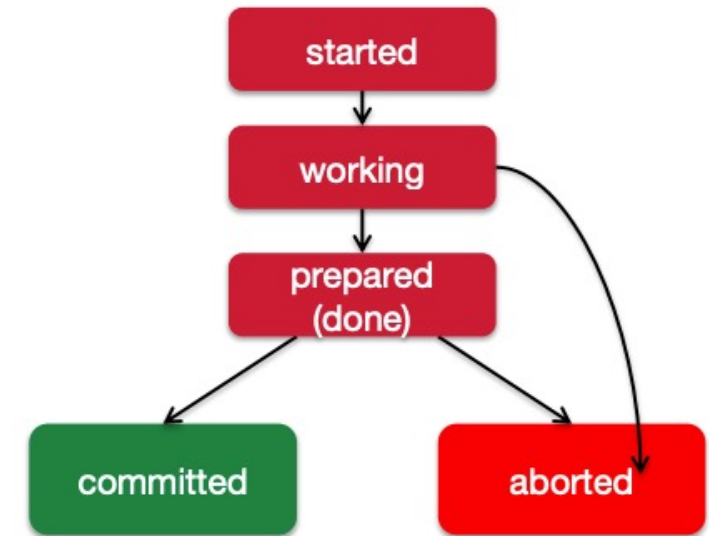 started
working
prepared
(done)
committed
aborted